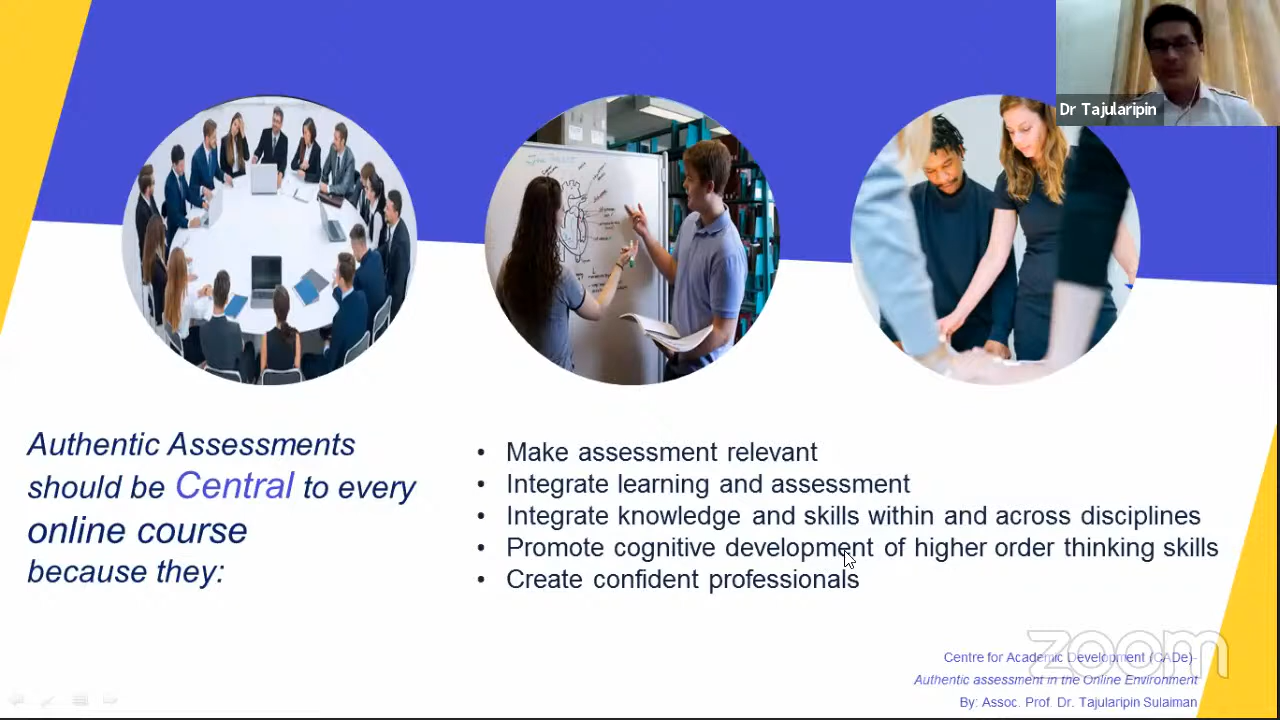 Dr Tajularipin
Authentic Assessments
should be Central to every
online course
because they:
• Make assessment relevant
• Integrate learning and assessment
• Integrate knowledge and skills within and across disciplines
• Promote cognitive development of higher order thinking skills
• Create confident professionals
zoom
Centre for Academic Development (CADe)-
Authentic assessment in the Online Environment
By: Assoc. Prof. Dr. Tajularipin Sulaiman